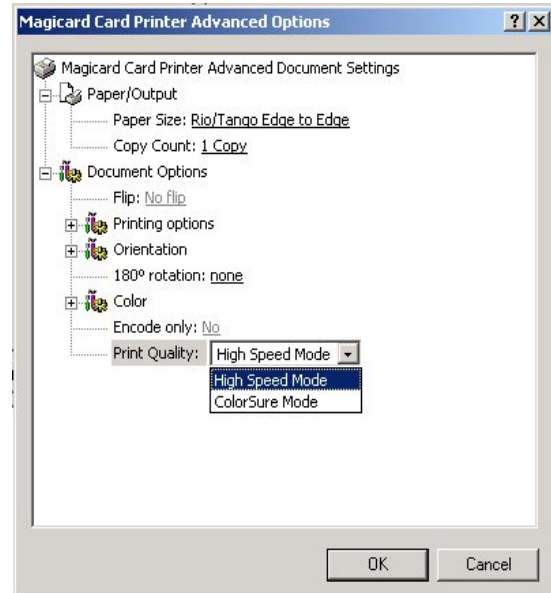 Magicard Card Printer Advanced Options
Magicard Card Printer Advanced Document Settings
Paper/Output
Paper Size: Rio/Tango Edge to Edge
Copy Count: 1 Copy
Document Options
Flip: No flip
Printing options
Orientation
180º rotation: none
Color
Encode only: No
Print Quality: High Speed Mode
High Speed Mode
ColorSure Mode
OK Cancel